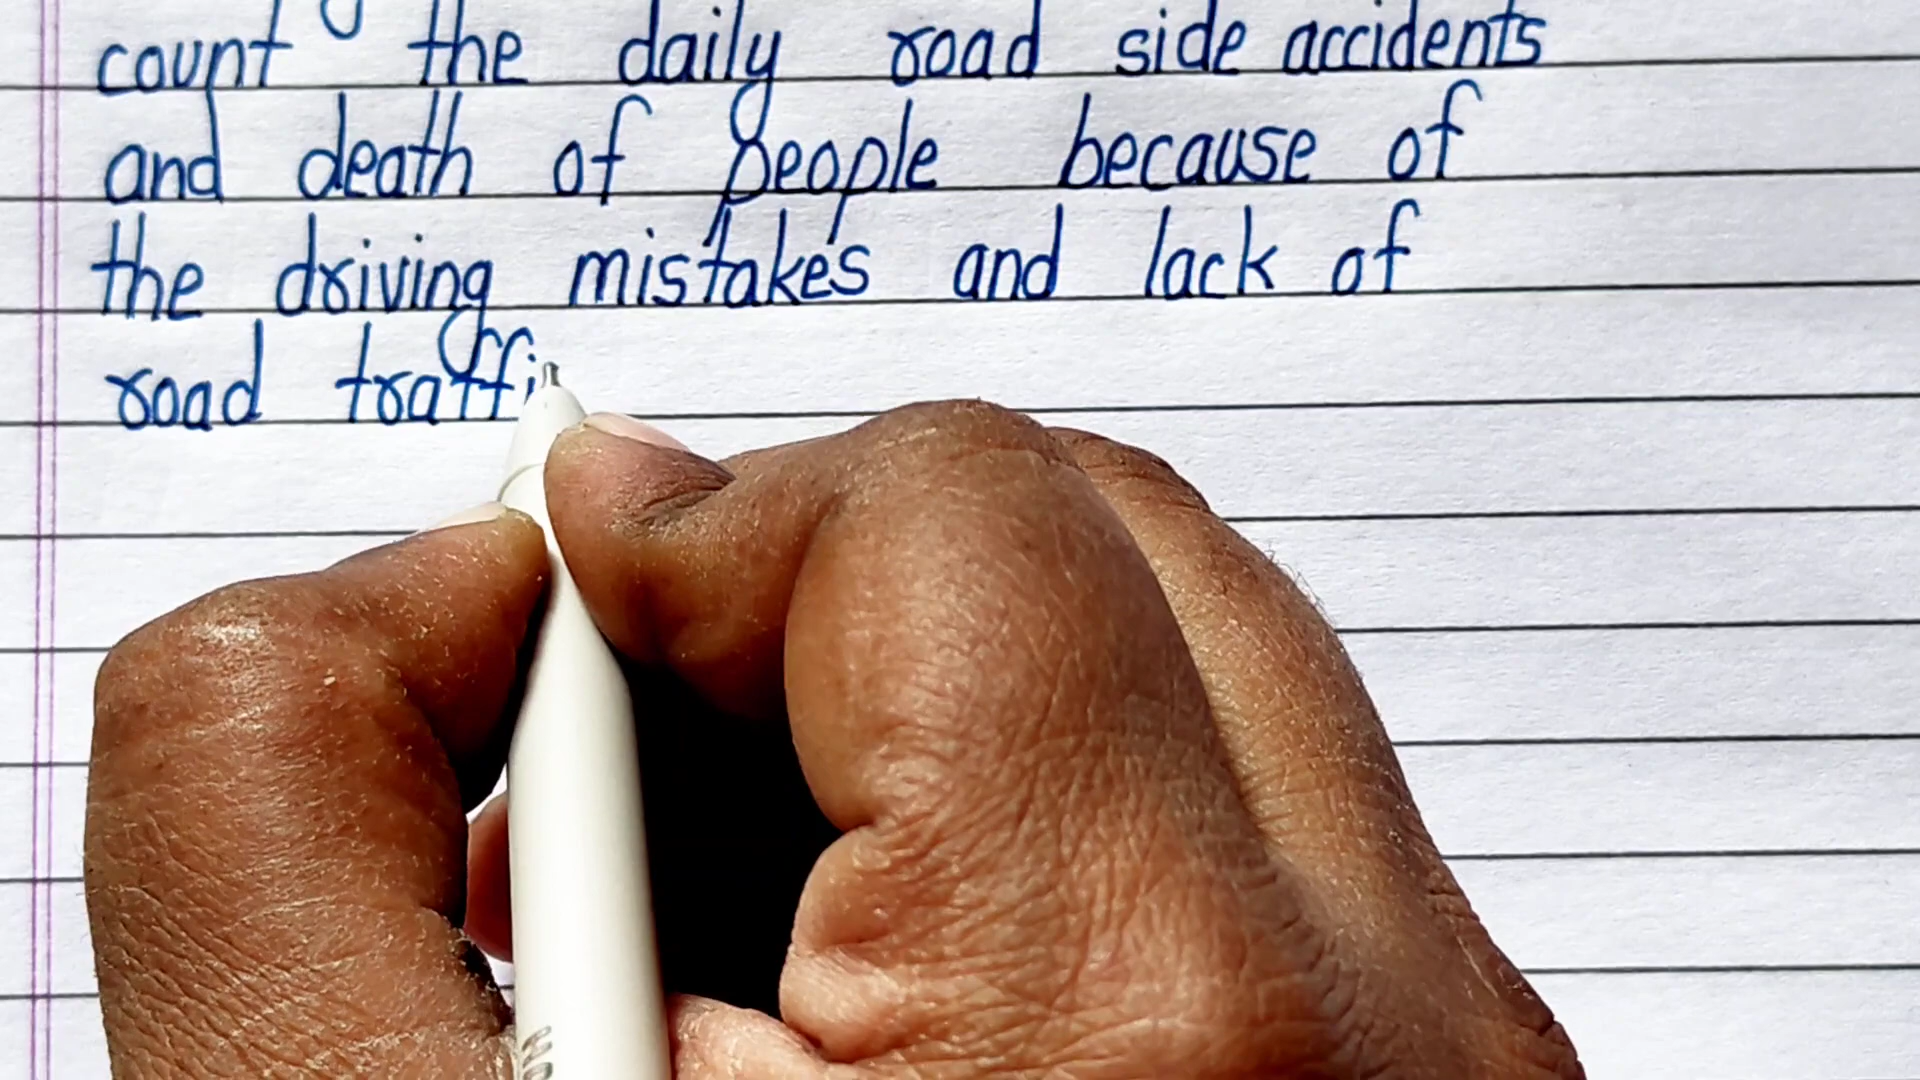 count the daily road side accidents
and death of people because of
the driving mistakes and lack of
road traffi